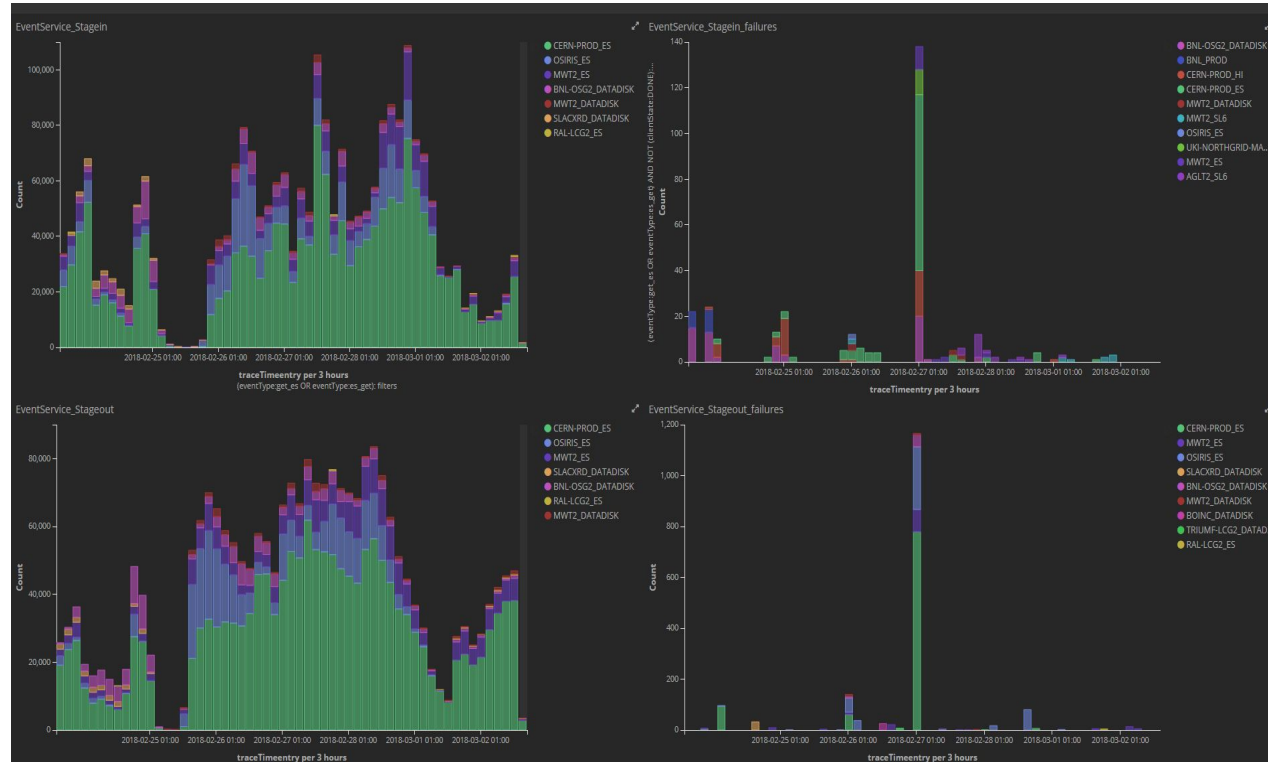 EventService_Stagein
100,000
80,000
60,000
40,000
20,000
0
Count
2018-02-25 01:00 2018-02-26 01:00 2018-02-27 01:00 2018-02-28 01:00 2018-03-01 01:00 2018-03-02 01:00
traceTimeentry per 3 hours
(eventType:get_es OR eventType:es_get): filters
CERN-PROD_ES
OSIRIS_ES
MWT2_ES
BNL-OSG2_DATADISK
MWT2_DATADISK
SLACXRD_DATADISK
RAL-LCG2_ES
EventService_Stagein_failures
140
120
100
80
60
40
20
0
(eventType:get_es OR eventType:es_get) AND NOT (clientState:DONE):...
Count
2018-02-25 01:00 2018-02-26 01:00 2018-02-27 01:00 2018-02-28 01:00 2018-03-01 01:00 2018-03-02 01:00
traceTimeentry per 3 hours
BNL-OSG2_DATADISK
BNL_PROD
CERN-PROD_HI
CERN-PROD_ES
MWT2_DATADISK
MWT2_SL6
OSIRIS_ES
UKI-NORTHGRID-MA...
MWT2_ES
AGLT2_SL6
EventService_Stageout
80,000
60,000
40,000
20,000
0
Count
2018-02-25 01:00 2018-02-26 01:00 2018-02-27 01:00 2018-02-28 01:00 2018-03-01 01:00 2018-03-02 01:00
traceTimeentry per 3 hours
CERN-PROD_ES
OSIRIS_ES
MWT2_ES
SLACXRD_DATADISK
BNL-OSG2_DATADISK
RAL-LCG2_ES
MWT2_DATADISK
EventService_Stageout_failures
1,200
1,000
800
600
400
200
0
Count
2018-02-25 01:00 2018-02-26 01:00 2018-02-27 01:00 2018-02-28 01:00 2018-03-01 01:00 2018-03-02 01:00
traceTimeentry per 3 hours
CERN-PROD_ES
MWT2_ES
OSIRIS_ES
SLACXRD_DATADISK
BNL-OSG2_DATADISK
MWT2_DATADISK
BOINC_DATADISK
TRIUMF-LCG2_DATAD
RAL-LCG2_ES